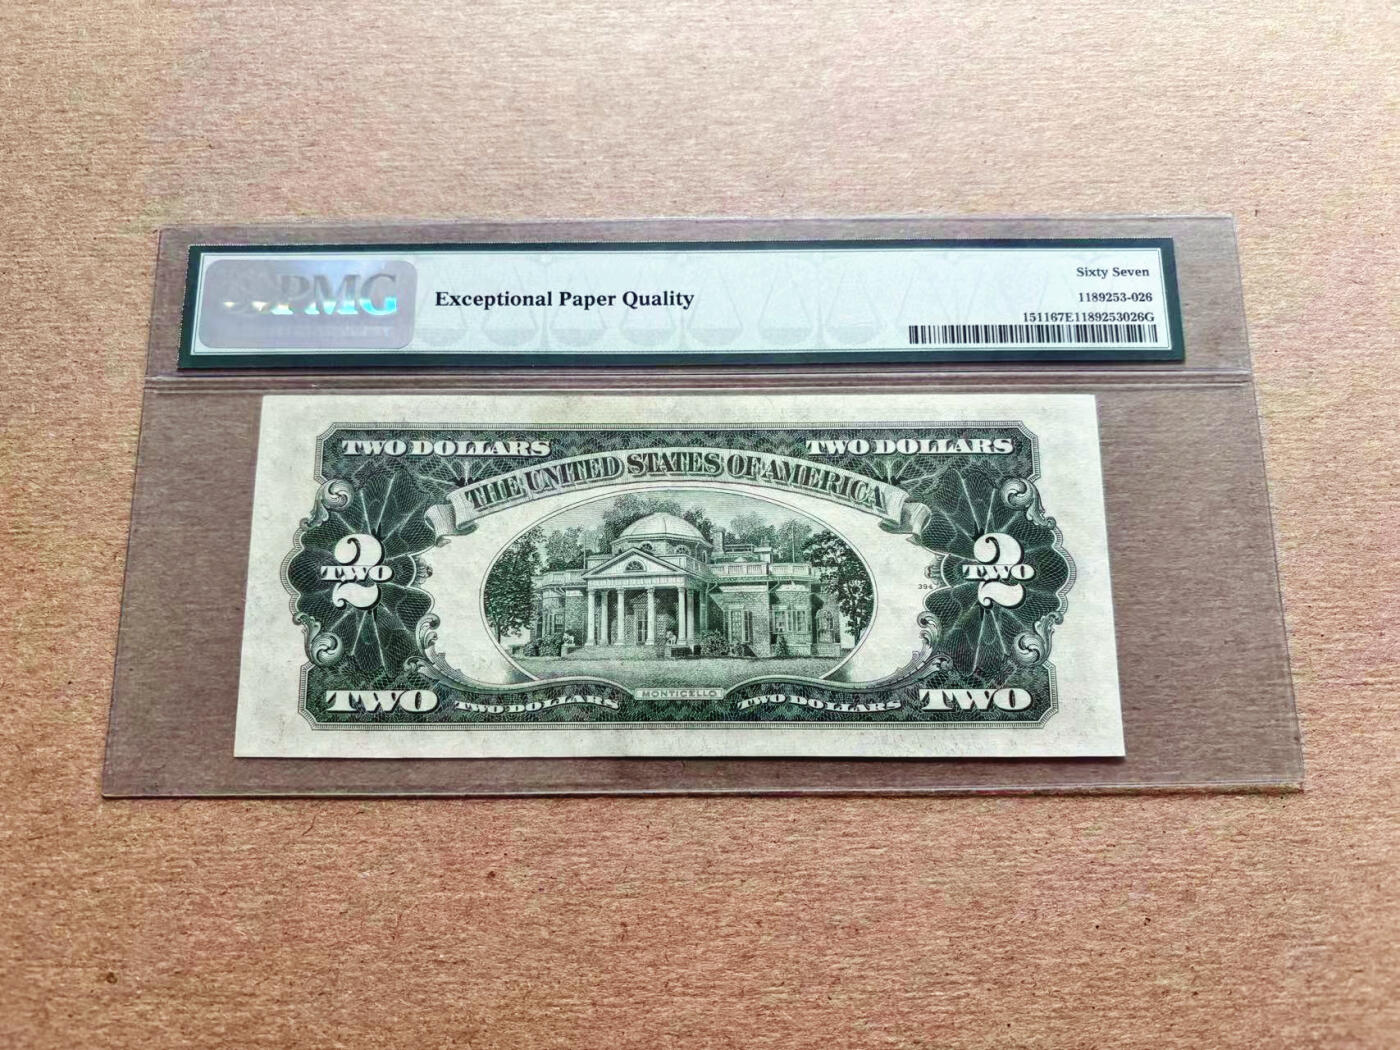 PMG
Exceptional Paper Quality
Sixty Seven
1189253-026
151167E1189253026G
TWO DOLLARS
TWO DOLLARS
THE UNITED STATES OF AMERICA
2
TWO
2
TWO
394
MONTICELLO
TWO
TWO DOLLARS
TWO DOLLARS
TWO